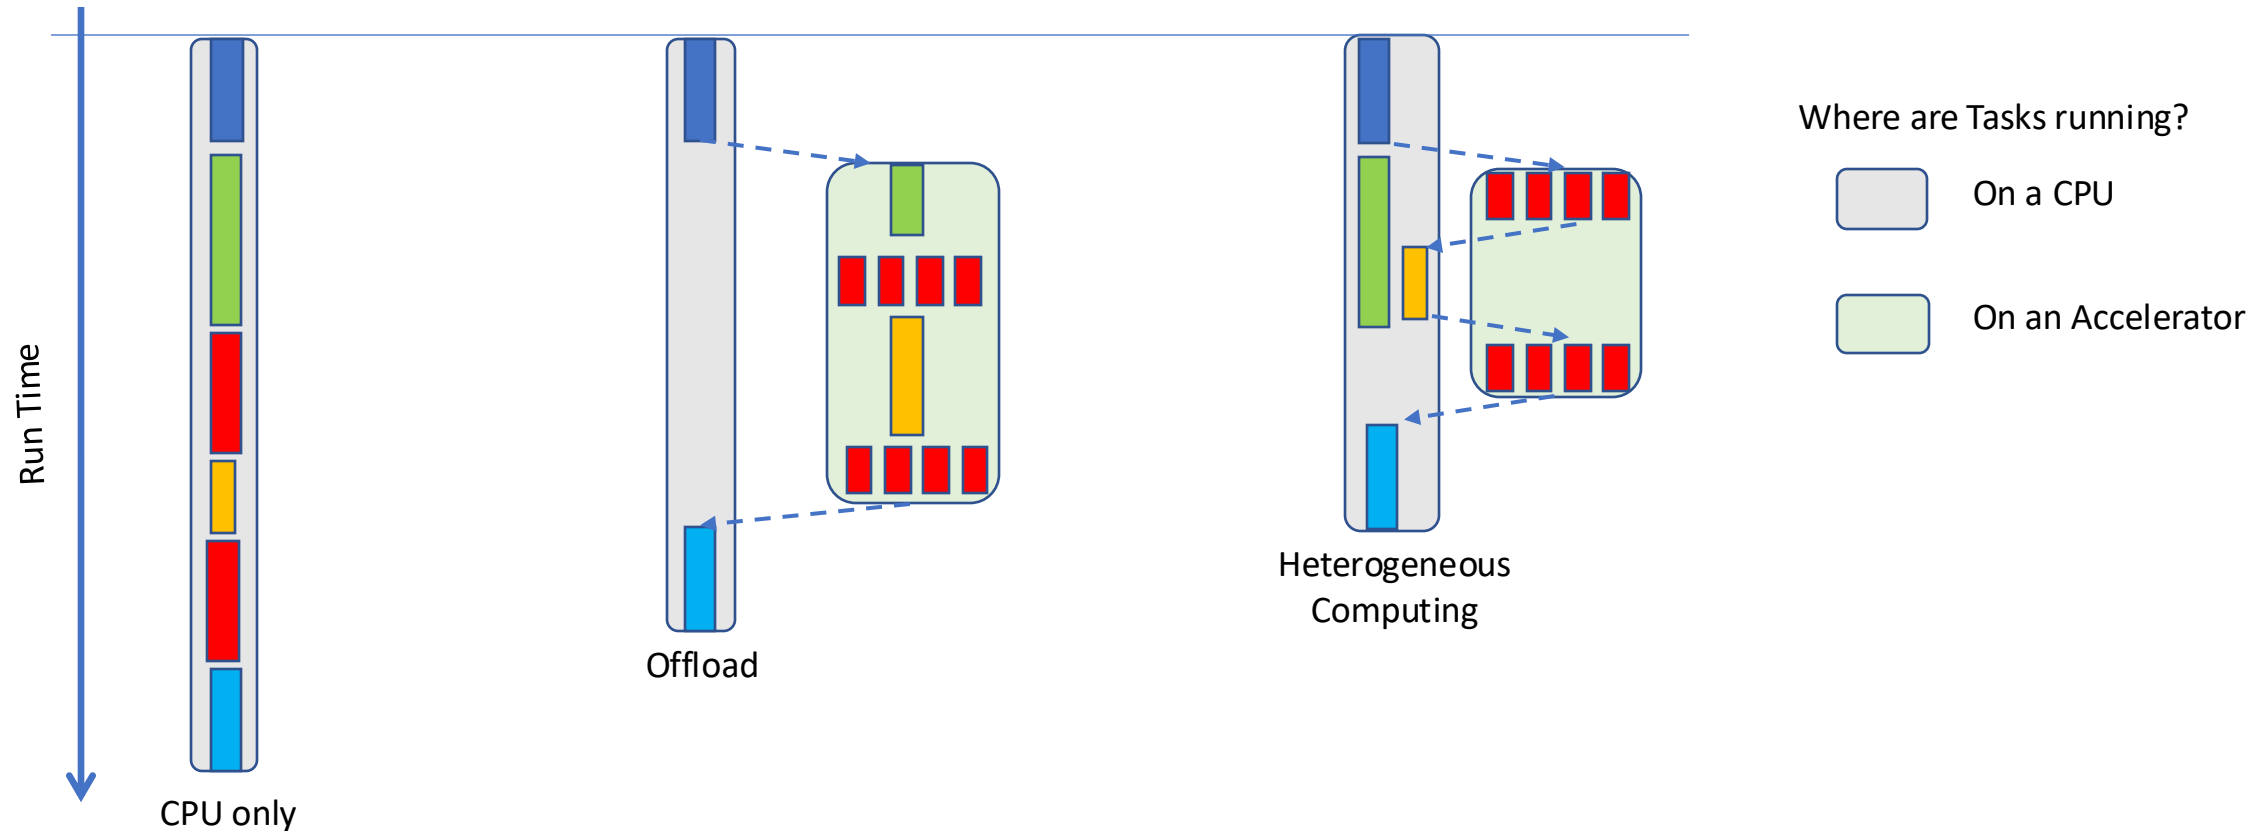 Run Time
CPU only
Offload
Heterogeneous
Computing
Where are Tasks running?
On a CPU
On an Accelerator